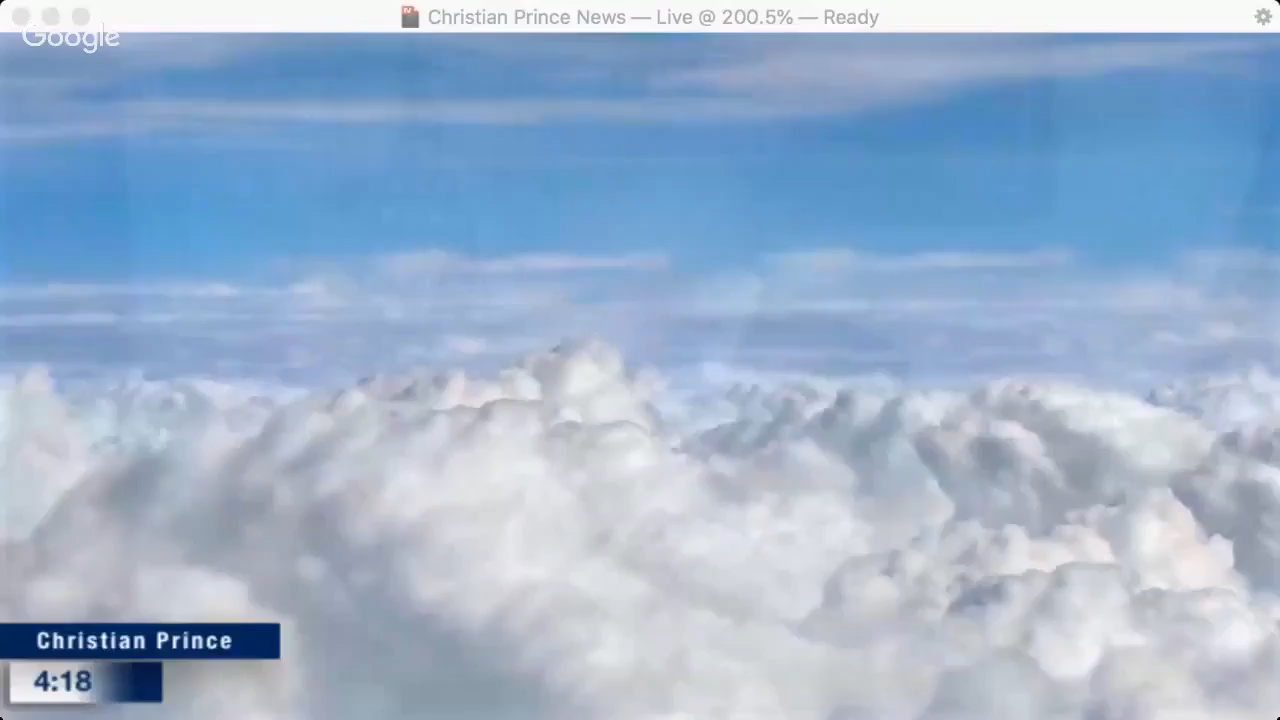 Christian Prince News — Live @ 200.5% — Ready
Google
Christian Prince
4:18